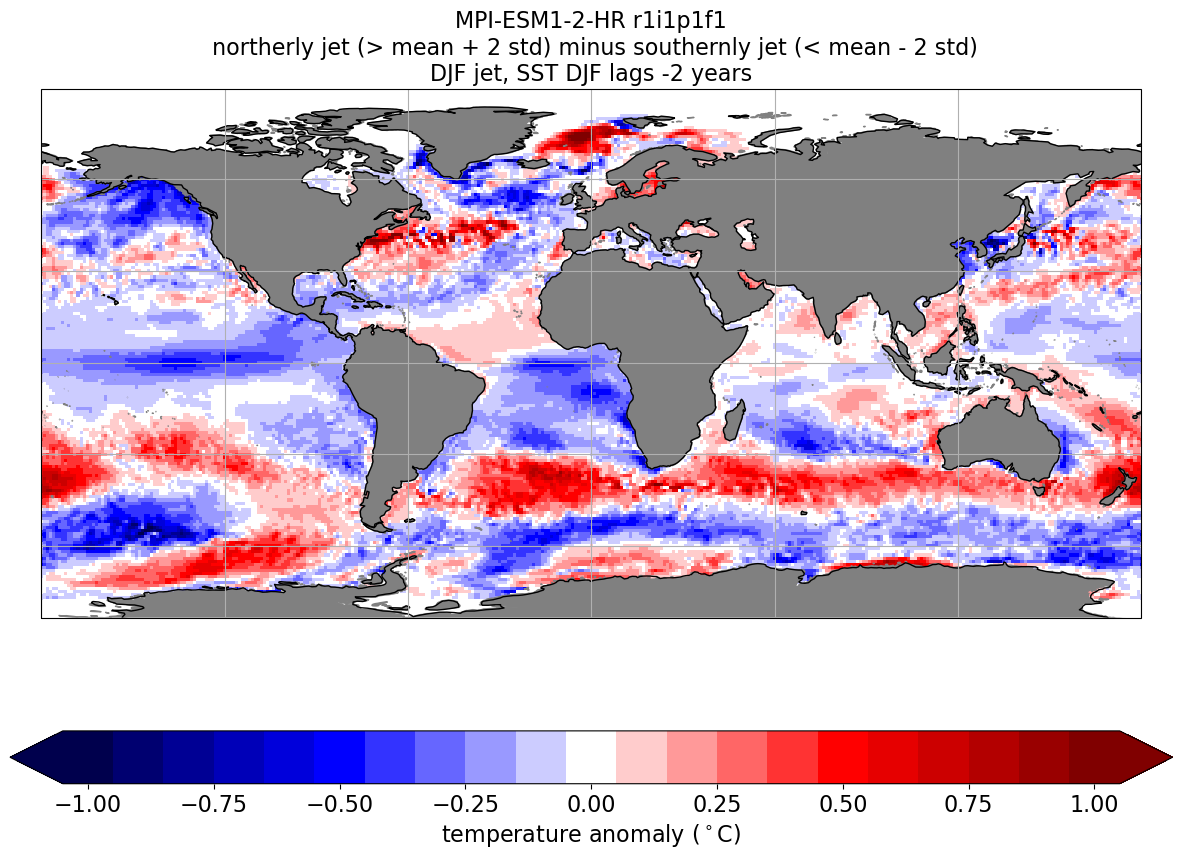 MPI-ESM1-2-HR r1i1p1f1
northerly jet (> mean + 2 std) minus southernly jet (< mean - 2 std)
DJF jet, SST DJF lags -2 years
−1.00 −0.75 −0.50 −0.25 0.00 0.25 0.50 0.75 1.00
temperature anomaly (°C)